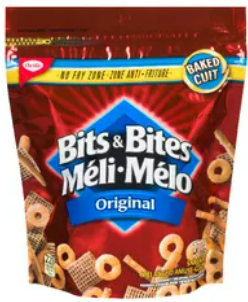 Christie
NO FRY ZONE · ZONE ANTI-FRITURE
BAKED
CUIT
Bits & Bites
Méli·Mélo
Original